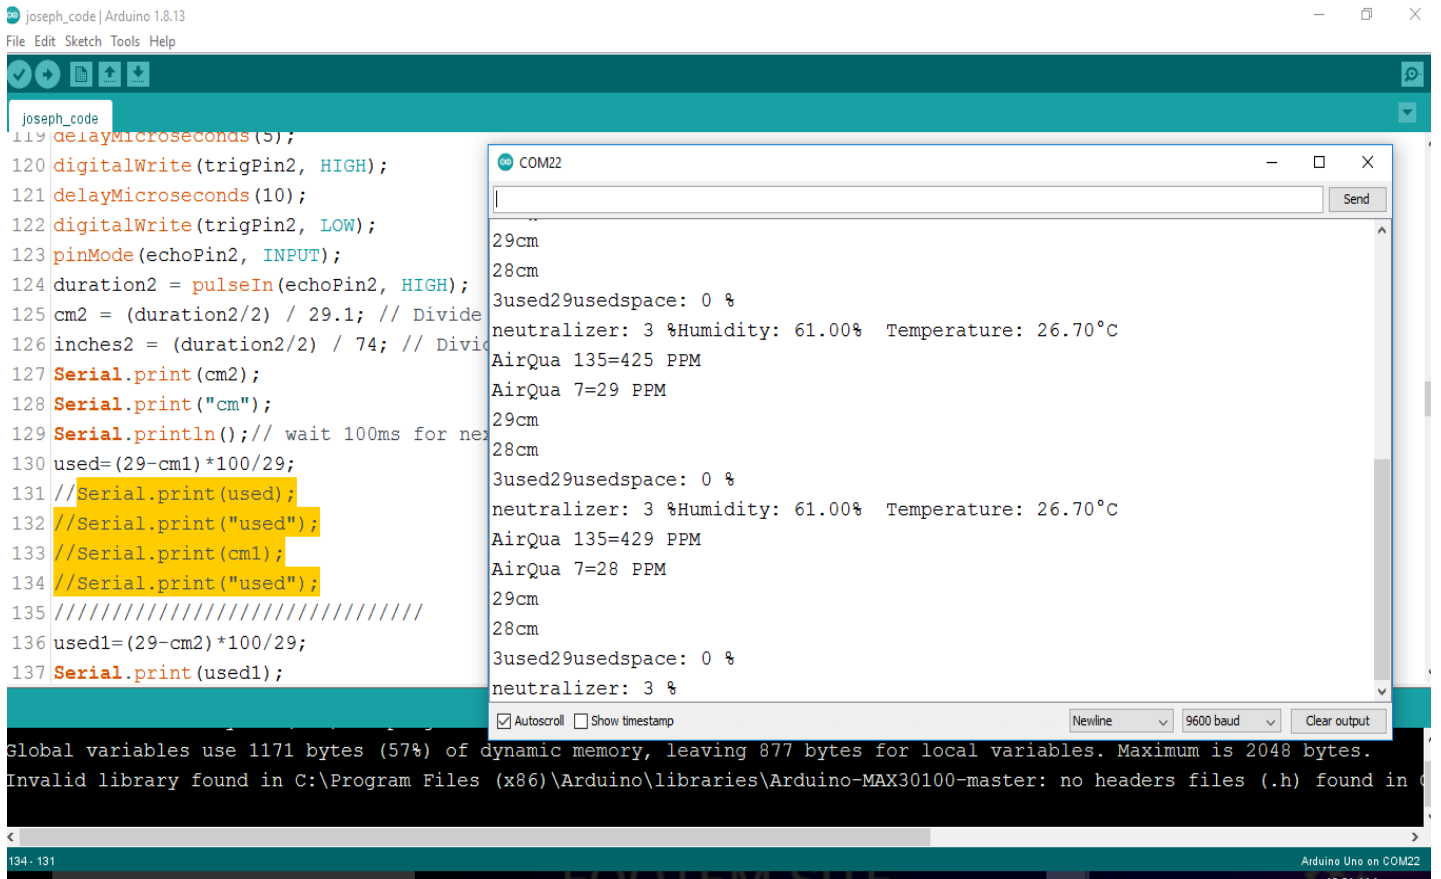 joseph_code | Arduino 1.8.13
File Edit Sketch Tools Help
joseph_code
119 delayMicroseconds(5);
120 digitalWrite(trigPin2, HIGH);
121 delayMicroseconds(10);
122 digitalWrite(trigPin2, LOW);
123 pinMode(echoPin2, INPUT);
124 duration2 = pulseIn(echoPin2, HIGH);
125 cm2 = (duration2/2) / 29.1; // Divide
126 inches2 = (duration2/2) / 74; // Divid
127 Serial.print(cm2);
128 Serial.print("cm");
129 Serial.println();// wait 100ms for nex
130 used=(29-cm1)*100/29;
131 //Serial.print(used);
132 //Serial.print("used");
133 //Serial.print(cm1);
134 //Serial.print("used");
135 ////////////////////////////////
136 used1=(29-cm2)*100/29;
137 Serial.print(used1);
COM22
Send
29cm
28cm
3used29usedspace: 0 %
neutralizer: 3 %Humidity: 61.00%  Temperature: 26.70°C
AirQua 135=425 PPM
AirQua 7=29 PPM
29cm
28cm
3used29usedspace: 0 %
neutralizer: 3 %Humidity: 61.00%  Temperature: 26.70°C
AirQua 135=429 PPM
AirQua 7=28 PPM
29cm
28cm
3used29usedspace: 0 %
neutralizer: 3 %
Autoscroll Show timestamp Newline 9600 baud Clear output
Global variables use 1171 bytes (57%) of dynamic memory, leaving 877 bytes for local variables. Maximum is 2048 bytes.
Invalid library found in C:\Program Files (x86)\Arduino\libraries\Arduino-MAX30100-master: no headers files (.h) found in
134 - 131
Arduino Uno on COM22